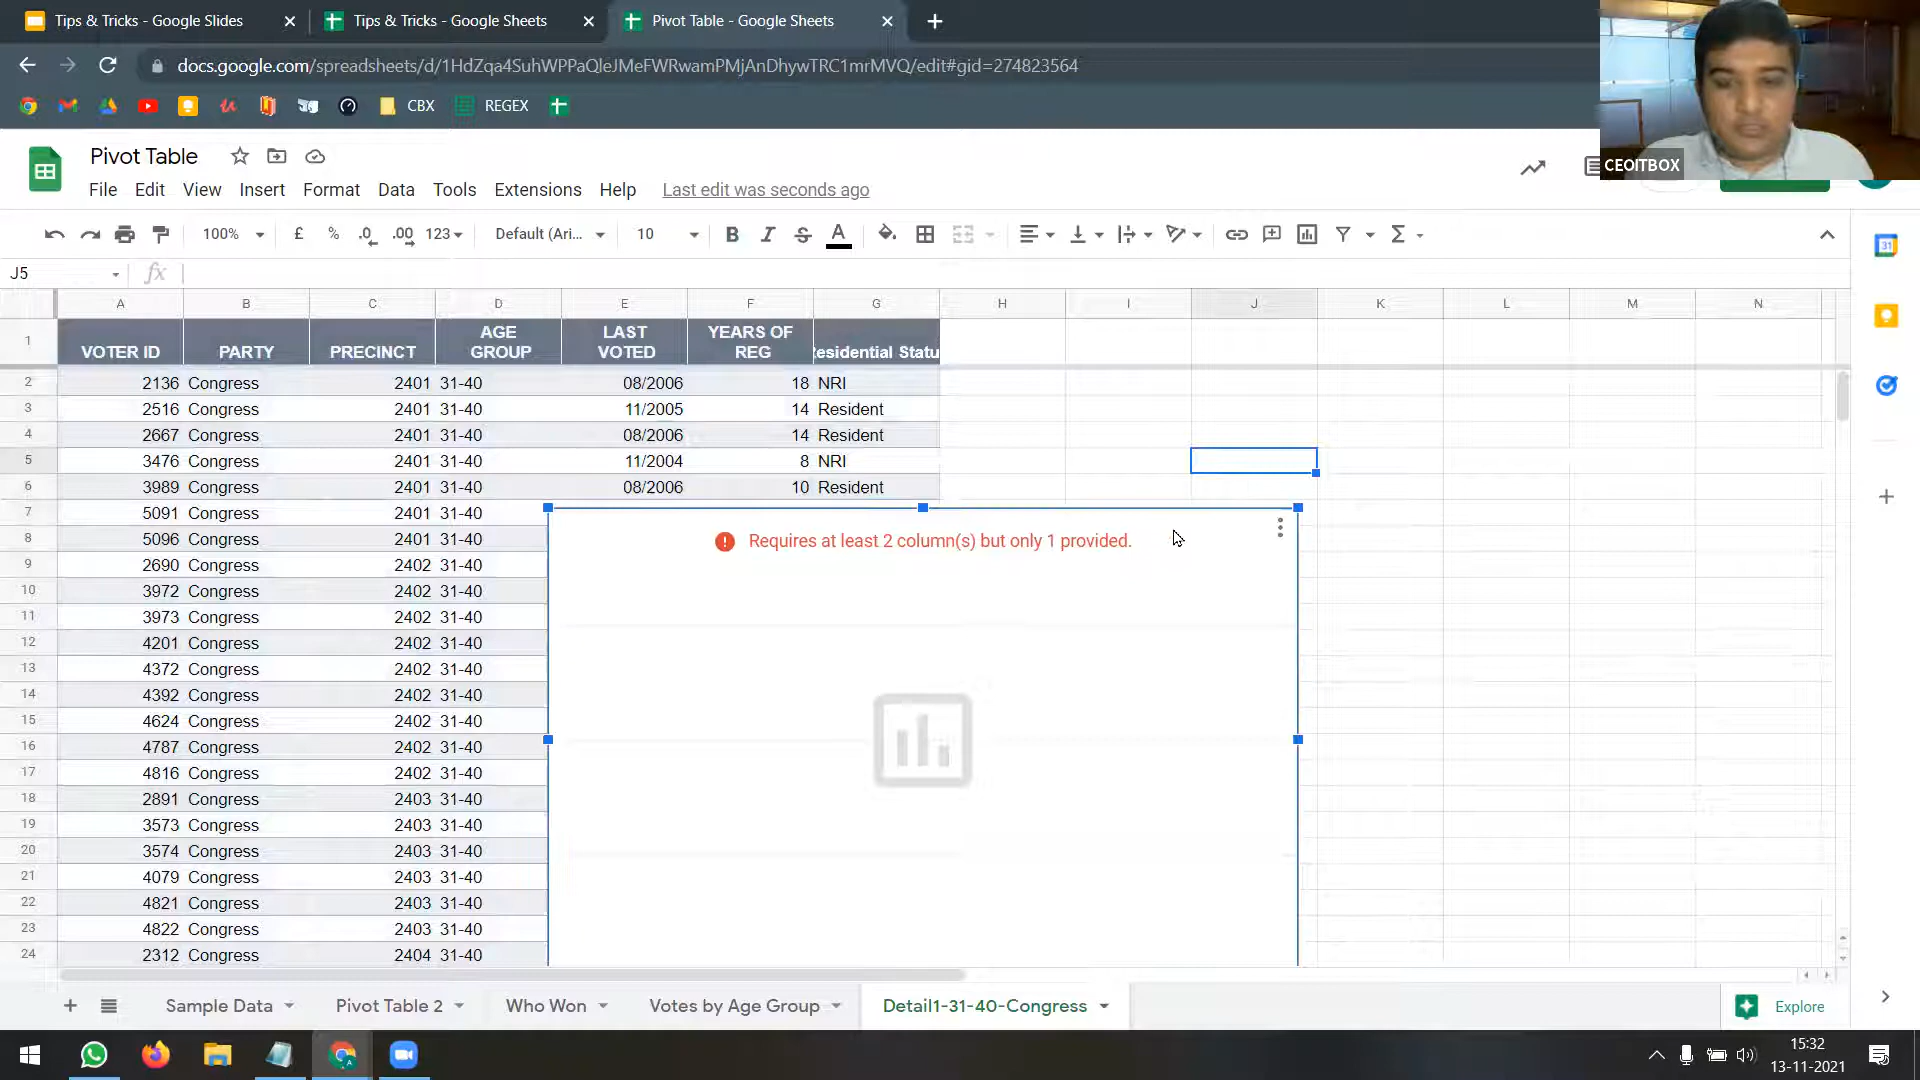 Tips & Tricks - Google Slides
Tips & Tricks - Google Sheets
Pivot Table - Google Sheets
docs.google.com/spreadsheets/d/1HdZqa4SuhWPPaQleJMeFWRwamPMjAnDhywTRC1mrMVQ/edit#gid=274823564
CBX
REGEX
CEOITBOX
Pivot Table
File Edit View Insert Format Data Tools Extensions Help Last edit was seconds ago
100% £ % .0 .00 123 Default (Ari... 10 B I S A Σ
J5 fx
A B C D E F G H I J K L M N
1 VOTER ID PARTY PRECINCT AGE GROUP LAST VOTED YEARS OF REG esidential Statu
2 2136 Congress 2401 31-40 08/2006 18 NRI
3 2516 Congress 2401 31-40 11/2005 14 Resident
4 2667 Congress 2401 31-40 08/2006 14 Resident
5 3476 Congress 2401 31-40 11/2004 8 NRI
6 3989 Congress 2401 31-40 08/2006 10 Resident
7 5091 Congress 2401 31-40
8 5096 Congress 2401 31-40
9 2690 Congress 2402 31-40
10 3972 Congress 2402 31-40
11 3973 Congress 2402 31-40
12 4201 Congress 2402 31-40
13 4372 Congress 2402 31-40
14 4392 Congress 2402 31-40
15 4624 Congress 2402 31-40
16 4787 Congress 2402 31-40
17 4816 Congress 2402 31-40
18 2891 Congress 2403 31-40
19 3573 Congress 2403 31-40
20 3574 Congress 2403 31-40
21 4079 Congress 2403 31-40
22 4821 Congress 2403 31-40
23 4822 Congress 2403 31-40
24 2312 Congress 2404 31-40
Requires at least 2 column(s) but only 1 provided.
Sample Data Pivot Table 2 Who Won Votes by Age Group Detail1-31-40-Congress Explore
15:32
13-11-2021